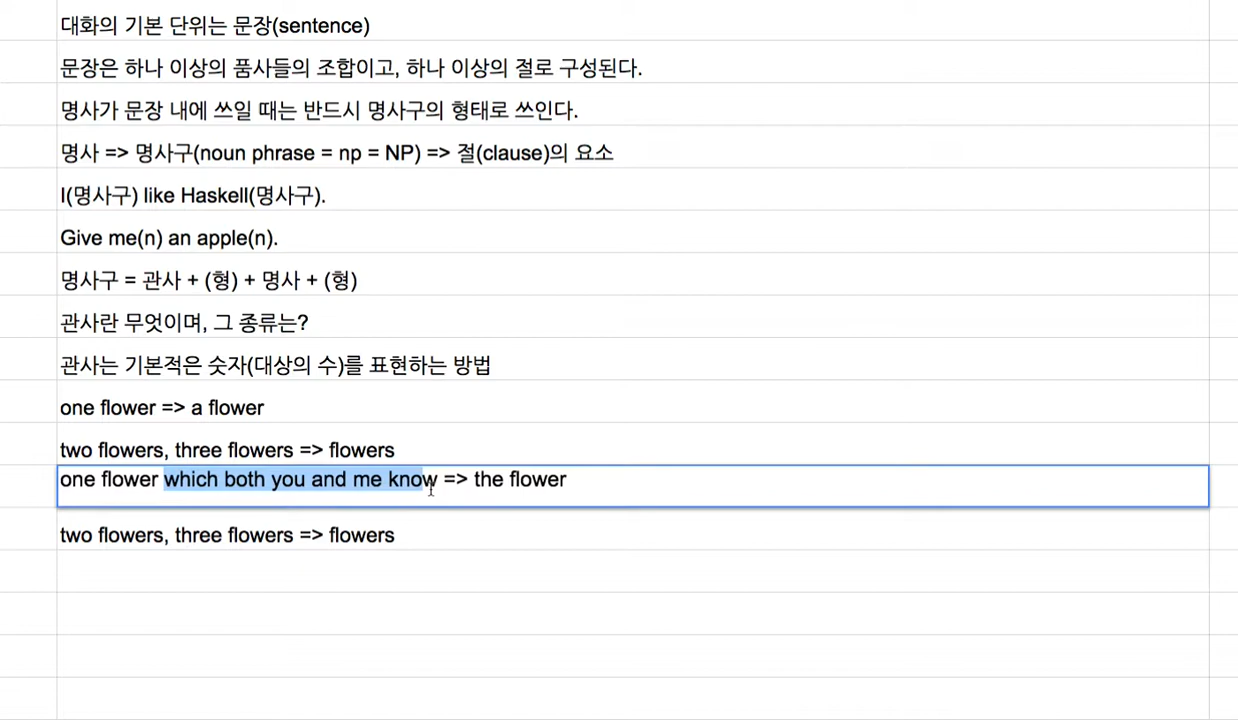 대화의 기본 단위는 문장(sentence)
문장은 하나 이상의 품사들의 조합이고, 하나 이상의 절로 구성된다.
명사가 문장 내에 쓰일 때는 반드시 명사구의 형태로 쓰인다.
명사 => 명사구(noun phrase = np = NP) => 절(clause)의 요소
I(명사구) like Haskell(명사구).
Give me(n) an apple(n).
명사구 = 관사 + (형) + 명사 + (형)
관사란 무엇이며, 그 종류는?
관사는 기본적은 숫자(대상의 수)를 표현하는 방법
one flower => a flower
two flowers, three flowers => flowers
one flower which both you and me know => the flower
two flowers, three flowers => flowers